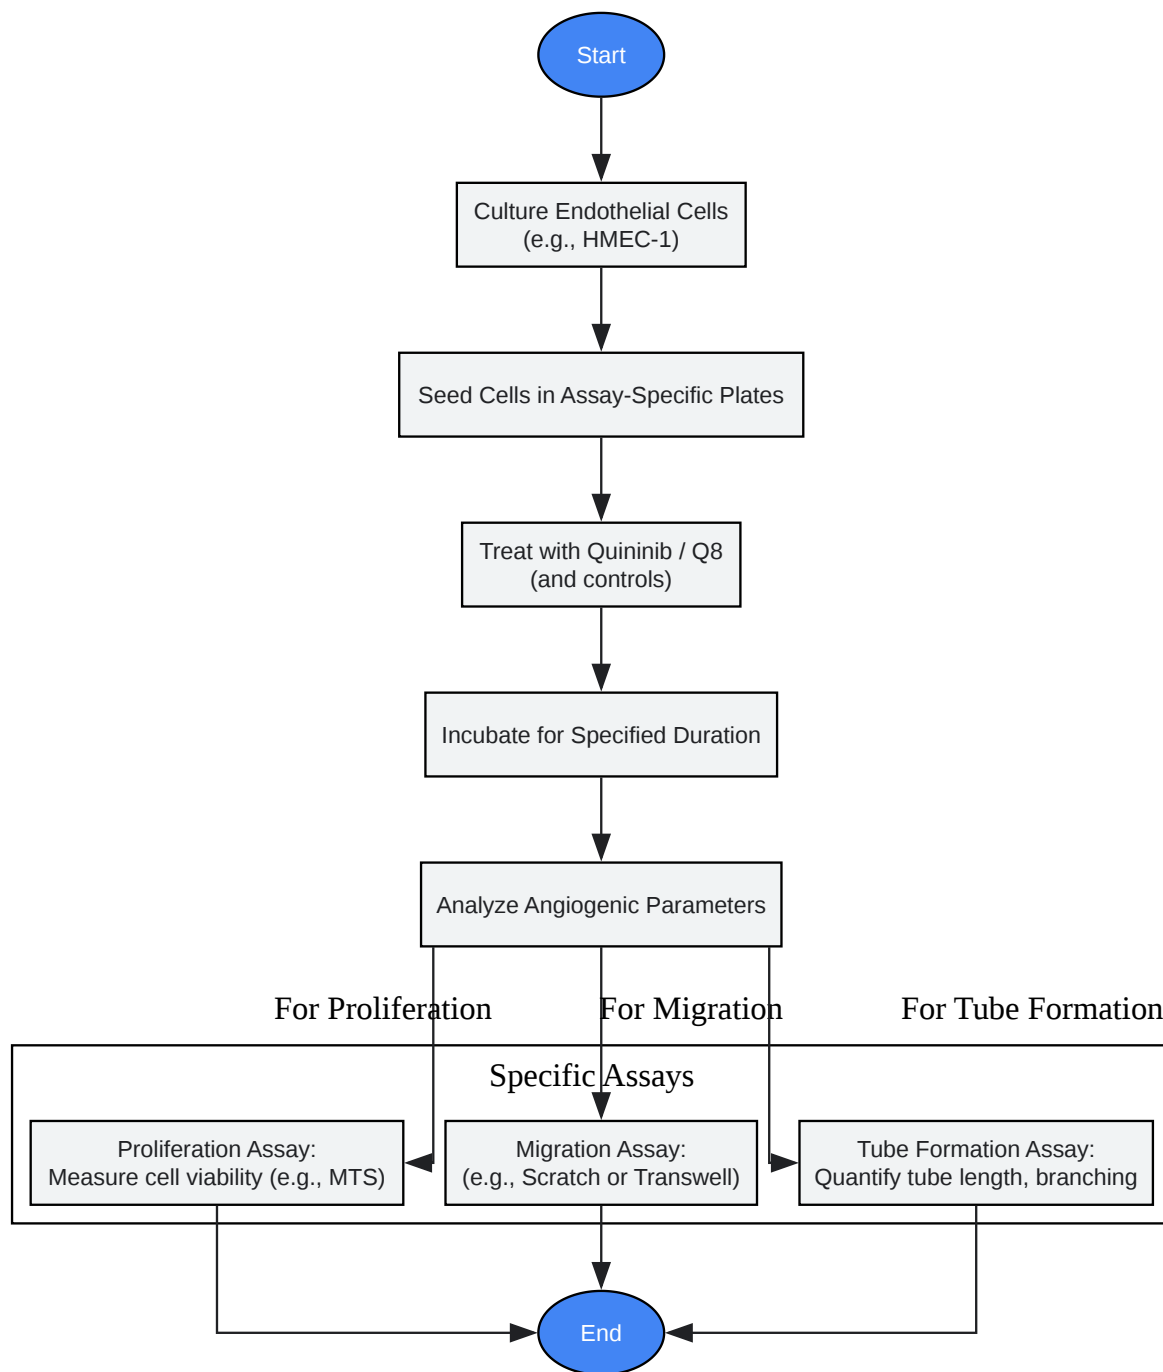 Start
Culture Endothelial Cells
(e.g., HMEC-1)
Seed Cells in Assay-Specific Plates
Treat with Quininib / Q8
(and controls)
Incubate for Specified Duration
Analyze Angiogenic Parameters
For Proliferation
For Migration
For Tube Formation
Specific Assays
Proliferation Assay:
Measure cell viability (e.g., MTS)
Migration Assay:
(e.g., Scratch or Transwell)
Tube Formation Assay:
Quantify tube length, branching
End